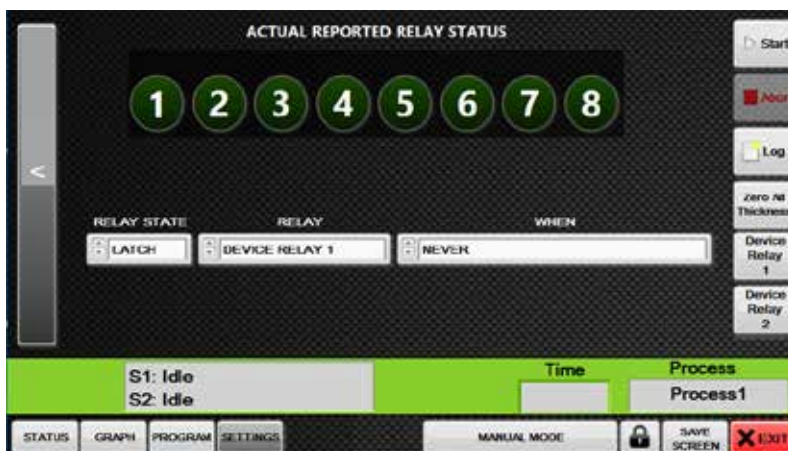 ACTUAL REPORTED RELAY STATUS
1 2 3 4 5 6 7 8
<
RELAY STATE RELAY WHEN
LATCH DEVICE RELAY 1 NEVER
Start
Abort
Log
Zero All
Thickness
Device
Relay
1
Device
Relay
2
S1: Idle
S2: Idle
Time
Process
Process1
STATUS GRAPH PROGRAM SETTINGS MANUAL MODE SAVE
SCREEN
EXIT